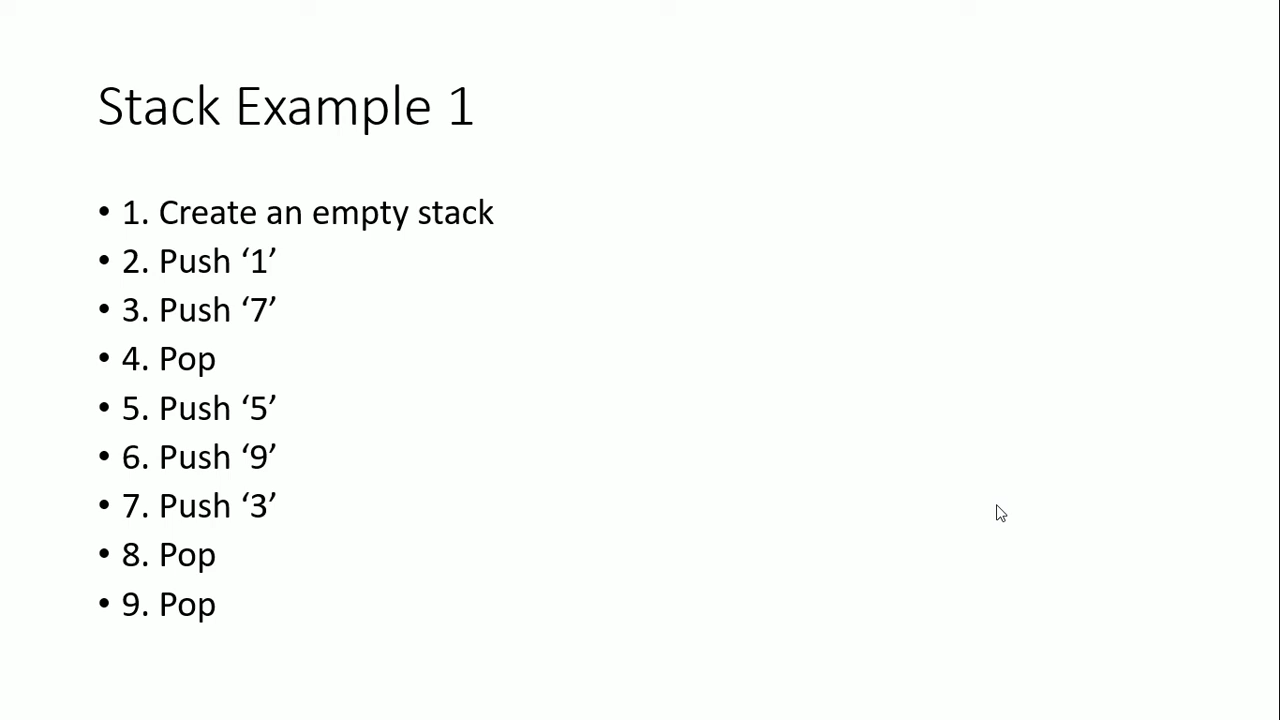 Stack Example 1
• 1. Create an empty stack
• 2. Push ‘1’
• 3. Push ‘7’
• 4. Pop
• 5. Push ‘5’
• 6. Push ‘9’
• 7. Push ‘3’
• 8. Pop
• 9. Pop